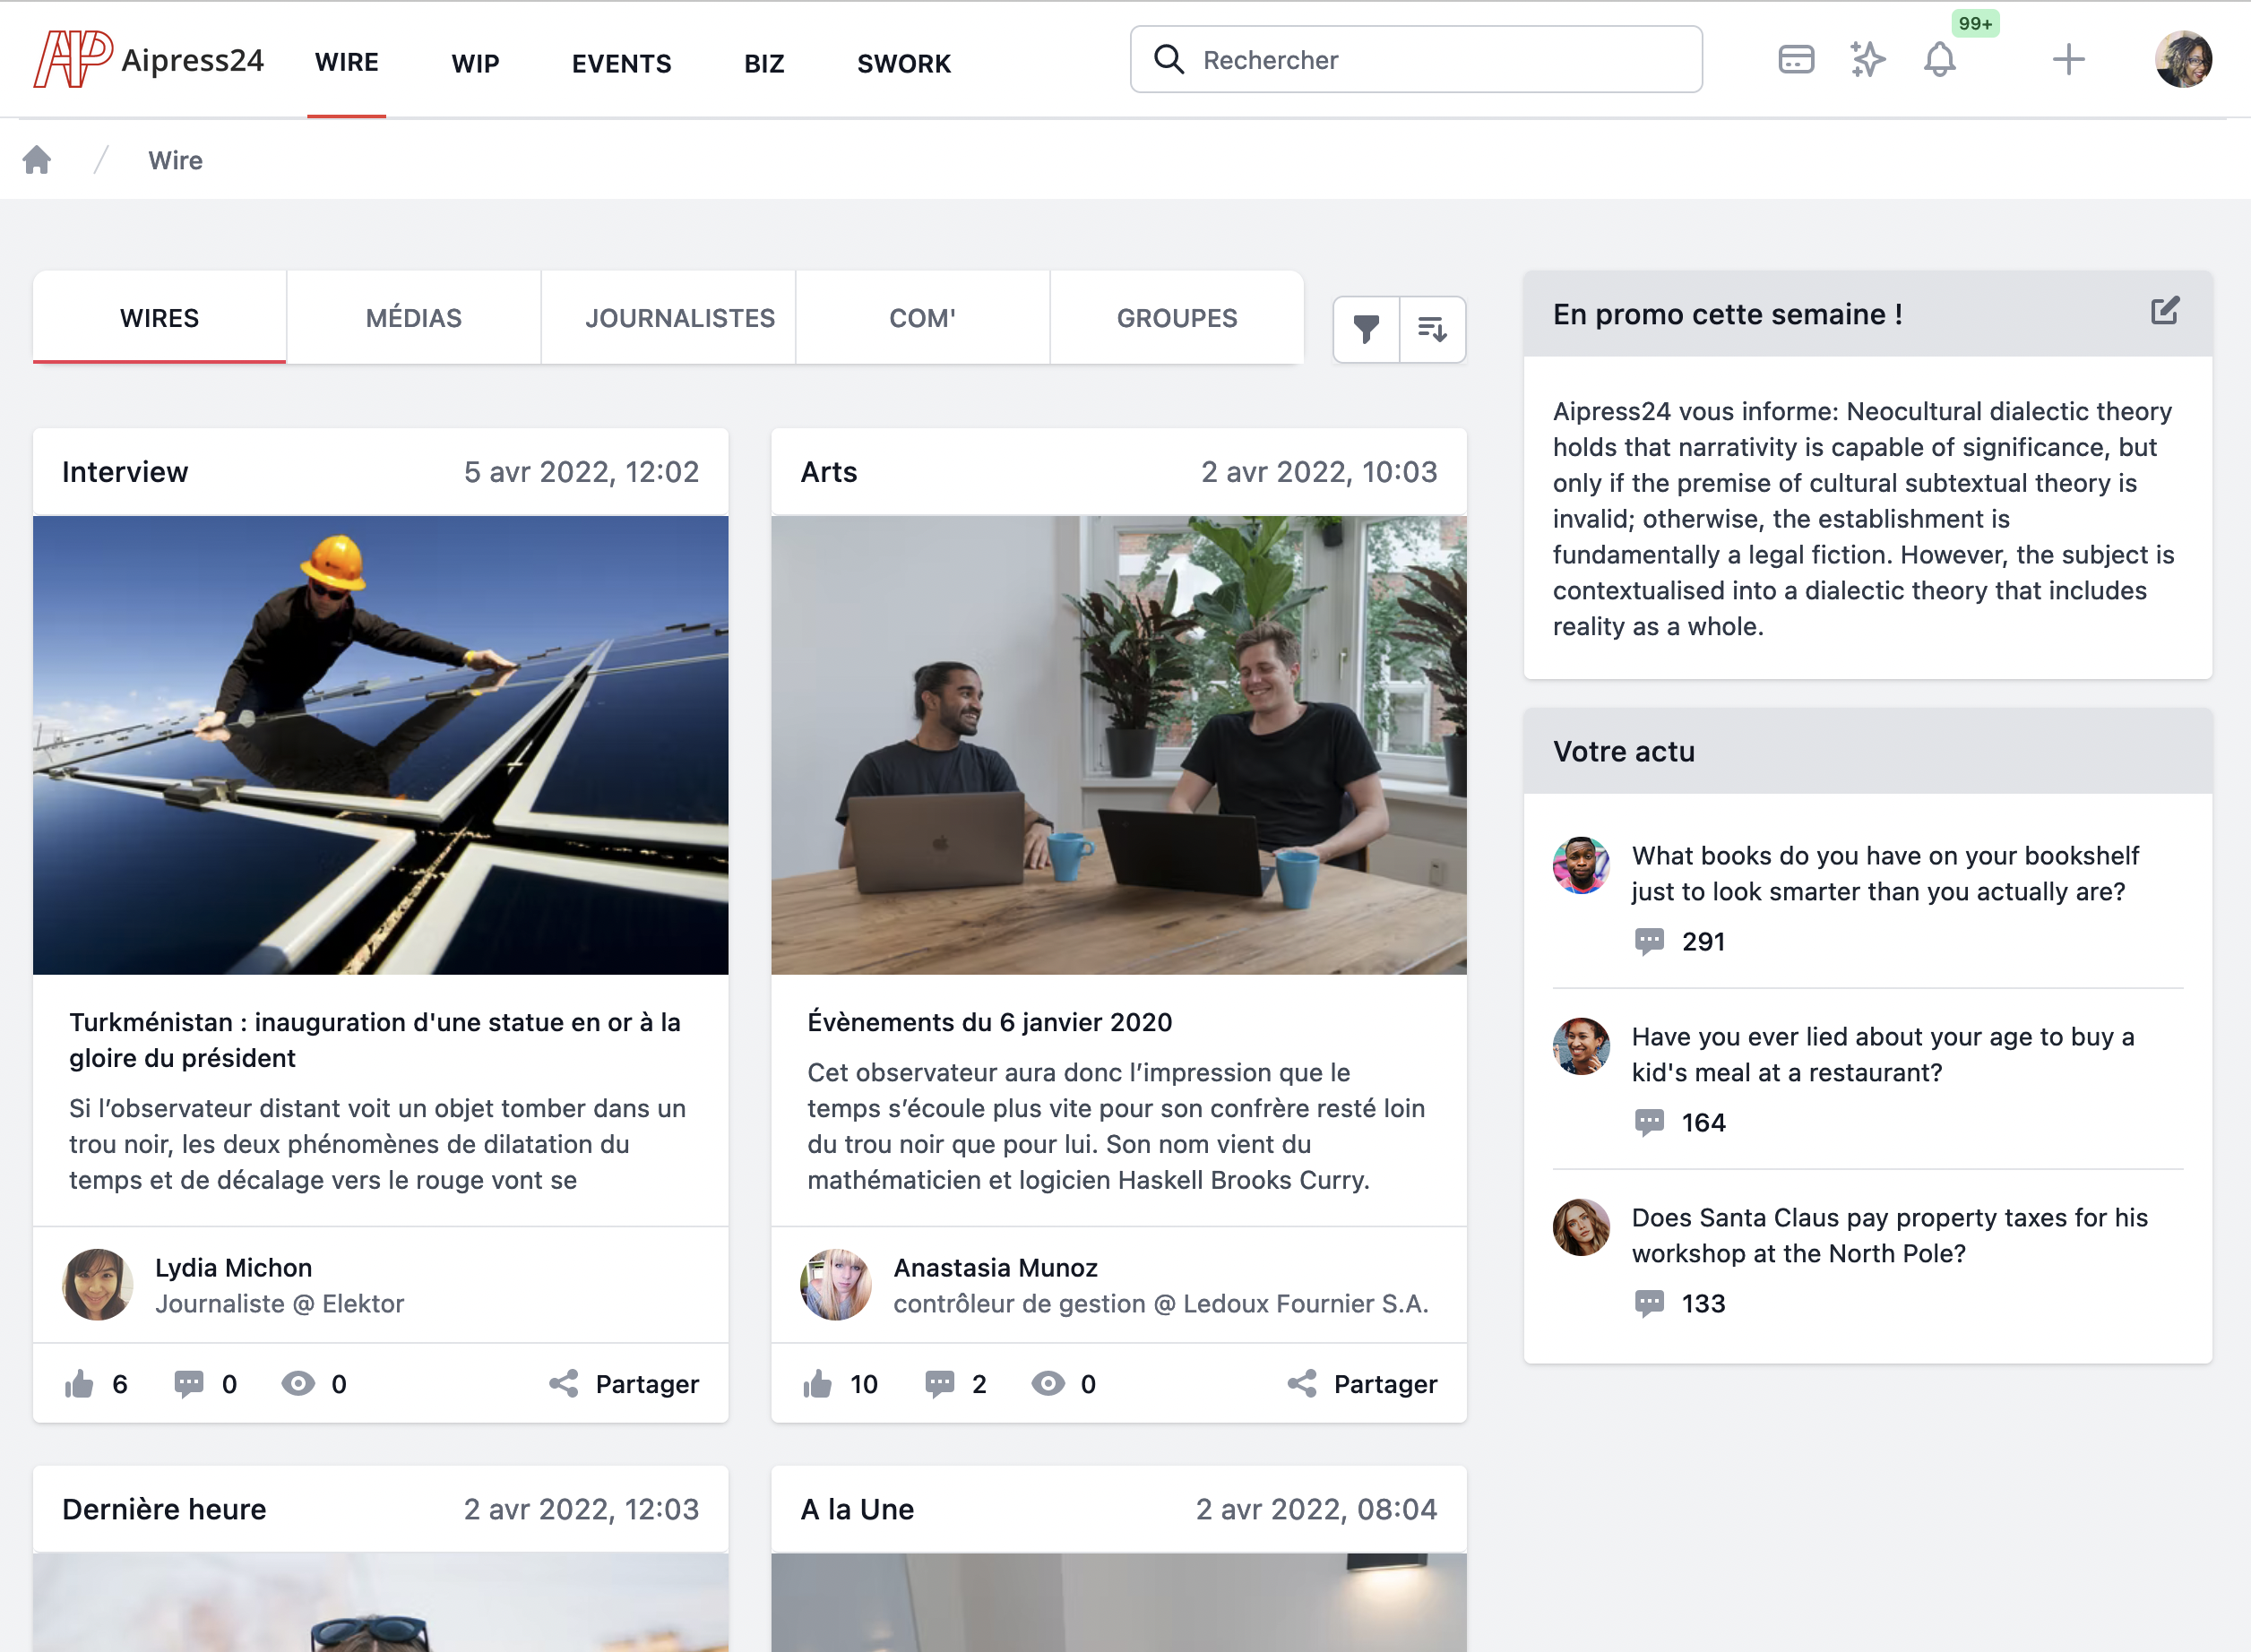 AP Aipress24
WIRE
WIP
EVENTS
BIZ
SWORK
Rechercher
99+
Wire
WIRES
MÉDIAS
JOURNALISTES
COM'
GROUPES
Interview
5 avr 2022, 12:02
Turkménistan : inauguration d'une statue en or à la
gloire du président
Si l’observateur distant voit un objet tomber dans un
trou noir, les deux phénomènes de dilatation du
temps et de décalage vers le rouge vont se
Lydia Michon
Journaliste @ Elektor
6
0
0
Partager
Arts
2 avr 2022, 10:03
Évènements du 6 janvier 2020
Cet observateur aura donc l’impression que le
temps s’écoule plus vite pour son confrère resté loin
du trou noir que pour lui. Son nom vient du
mathématicien et logicien Haskell Brooks Curry.
Anastasia Munoz
contrôleur de gestion @ Ledoux Fournier S.A.
10
2
0
Partager
Dernière heure
2 avr 2022, 12:03
A la Une
2 avr 2022, 08:04
En promo cette semaine !
Aipress24 vous informe: Neocultural dialectic theory
holds that narrativity is capable of significance, but
only if the premise of cultural subtextual theory is
invalid; otherwise, the establishment is
fundamentally a legal fiction. However, the subject is
contextualised into a dialectic theory that includes
reality as a whole.
Votre actu
What books do you have on your bookshelf
just to look smarter than you actually are?
291
Have you ever lied about your age to buy a
kid's meal at a restaurant?
164
Does Santa Claus pay property taxes for his
workshop at the North Pole?
133